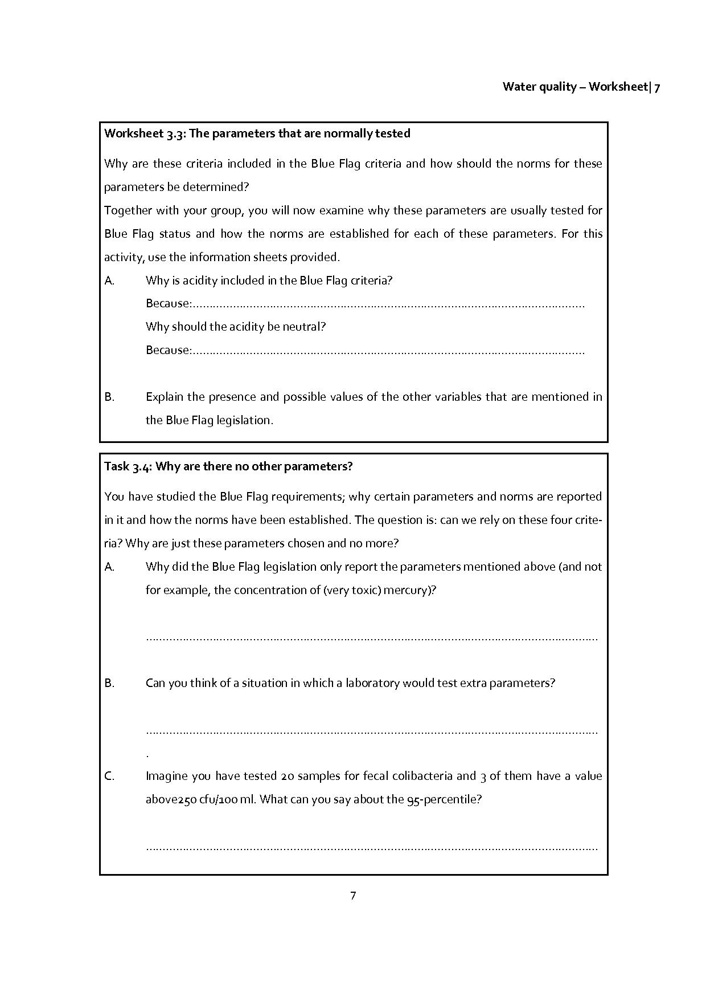 Water quality – Worksheet| 7
Worksheet 3.3: The parameters that are normally tested
Why are these criteria included in the Blue Flag criteria and how should the norms for these
parameters be determined?
Together with your group, you will now examine why these parameters are usually tested for
Blue Flag status and how the norms are established for each of these parameters. For this
activity, use the information sheets provided.
A. Why is acidity included in the Blue Flag criteria?
Because:.....................................................................................................................
Why should the acidity be neutral?
Because:.....................................................................................................................
B. Explain the presence and possible values of the other variables that are mentioned in
the Blue Flag legislation.
Task 3.4: Why are there no other parameters?
You have studied the Blue Flag requirements; why certain parameters and norms are reported
in it and how the norms have been established. The question is: can we rely on these four crite-
ria? Why are just these parameters chosen and no more?
A. Why did the Blue Flag legislation only report the parameters mentioned above (and not
for example, the concentration of (very toxic) mercury)?
.......................................................................................................................................
B. Can you think of a situation in which a laboratory would test extra parameters?
.......................................................................................................................................
.
C. Imagine you have tested 20 samples for fecal colibacteria and 3 of them have a value
above250 cfu/100 ml. What can you say about the 95-percentile?
.......................................................................................................................................
7